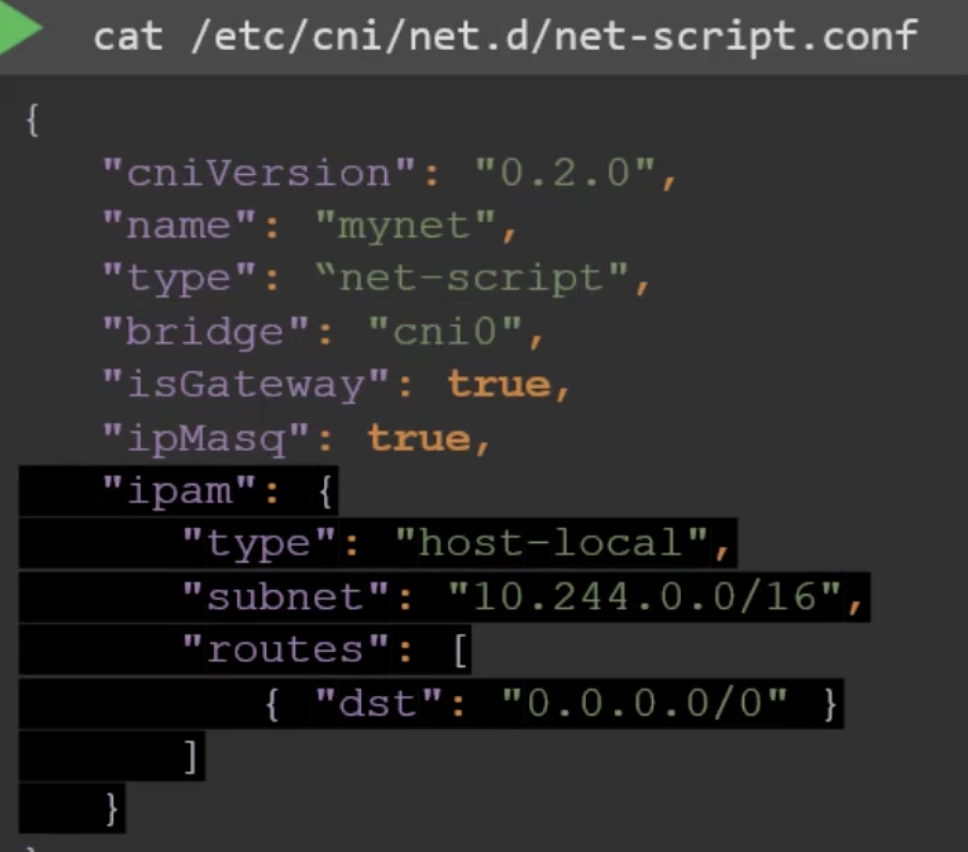 cat /etc/cni/net.d/net-script.conf
{
"cniVersion": "0.2.0",
"name": "mynet",
"type": “net-script",
"bridge": "cni0",
"isGateway": true,
"ipMasq": true,
"ipam": {
"type": "host-local",
"subnet": "10.244.0.0/16",
"routes": [
{ "dst": "0.0.0.0/0" }
]
}
}